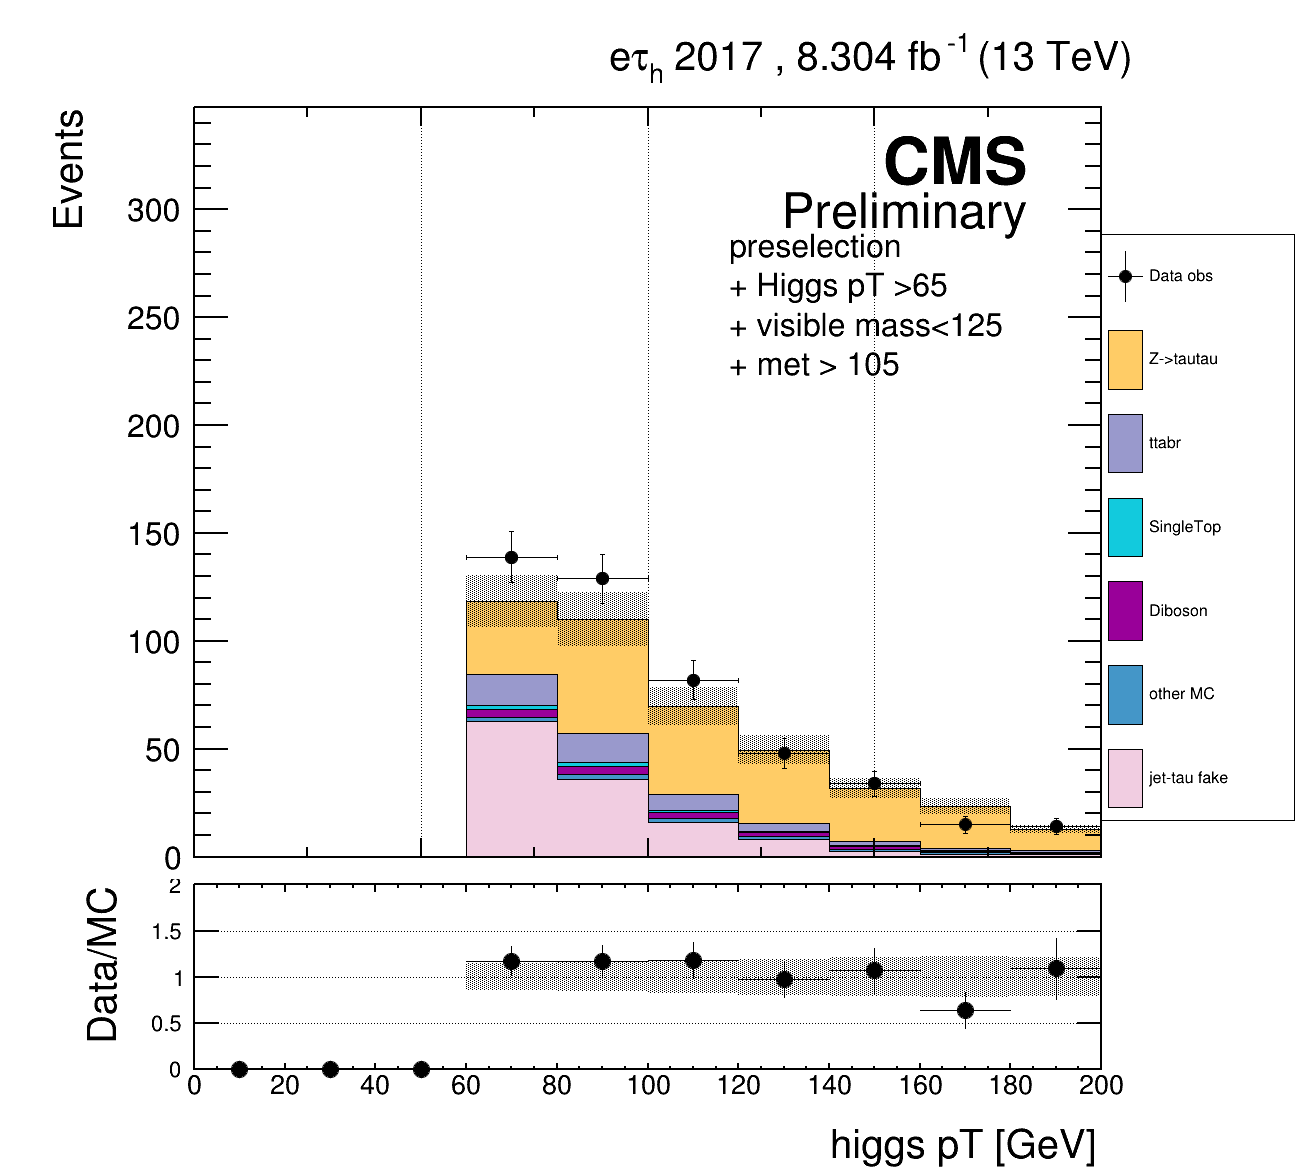 eτh 2017 , 8.304 fb-1 (13 TeV)
Events
CMS
Preliminary
preselection
+ Higgs pT >65
+ visible mass<125
+ met > 105
300
250
200
150
100
50
0
Data obs
Z->tautau
ttabr
SingleTop
Diboson
other MC
jet-tau fake
Data/MC
2
1.5
1
0.5
0
0 20 40 60 80 100 120 140 160 180 200
higgs pT [GeV]